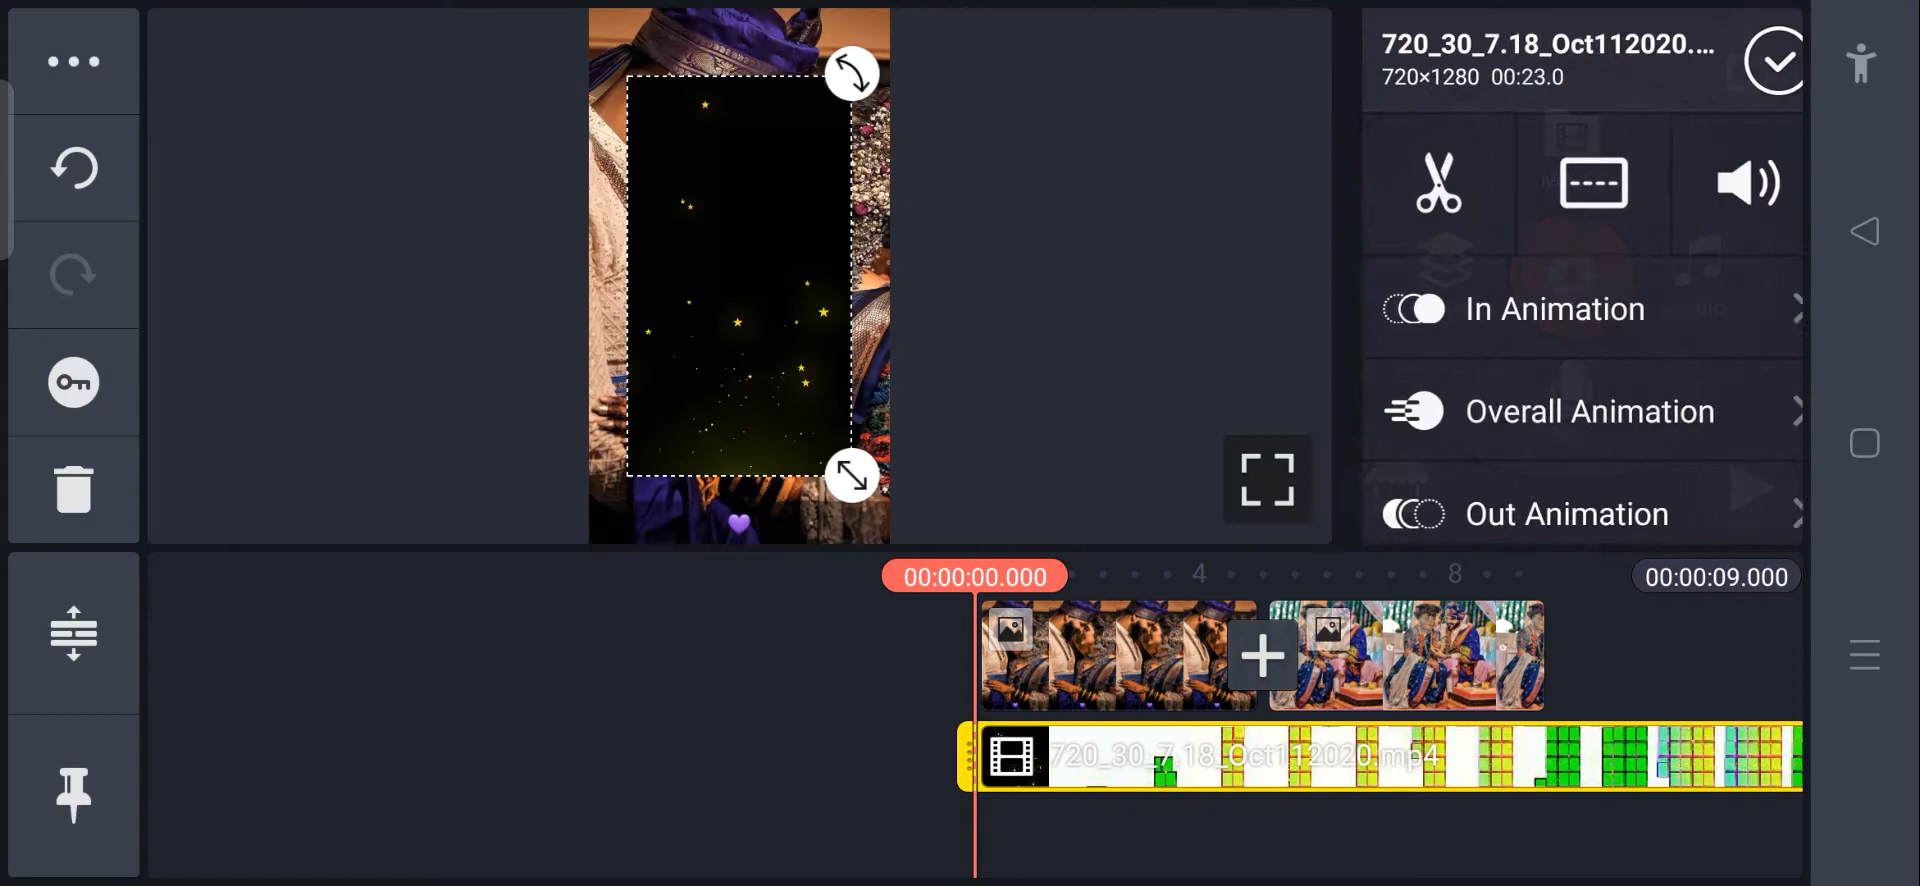 720_30_7.18_Oct112020....
720×1280 00:23.0
In Animation
Overall Animation
Out Animation
00:00:00.000
4
8
00:00:09.000
720_30_7.18_Oct112020.mp4